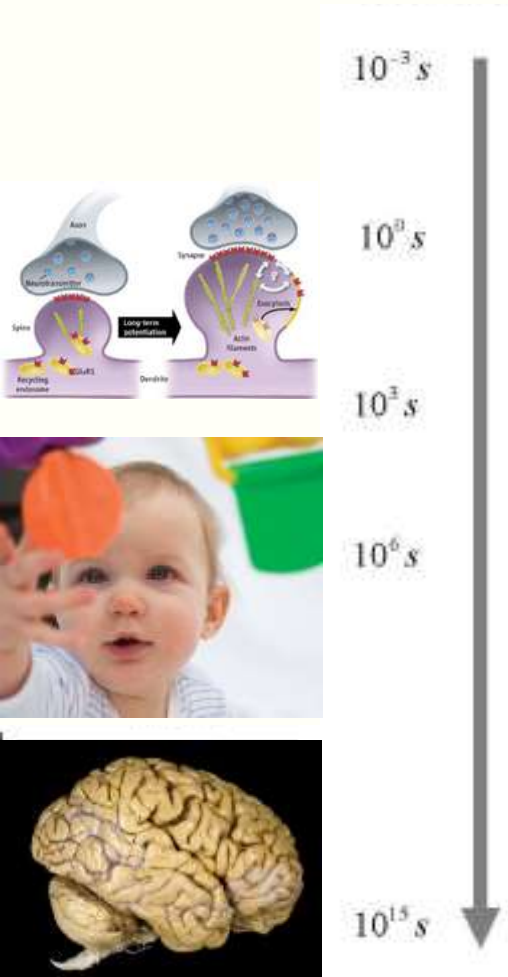 10⁻³ s
Axon
10⁰ s
Synapse
Neurotransmitter
Exocytosis
Spine
Long-term
potentiation
Actin
filaments
GluR1
Recycling
endosome
Dendrite
10³ s
10⁶ s
10¹⁵ s